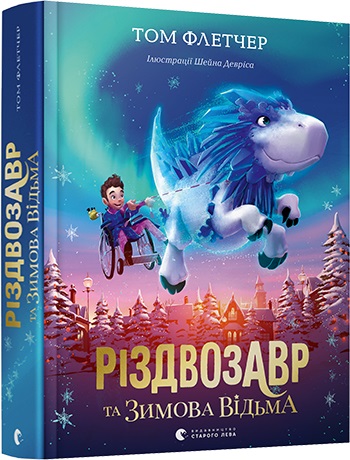 ТОМ ФЛЕТЧЕР
Ілюстрації Шейна Девріса
РІЗДВОЗАВР
ТА ЗИМОВА ВІДЬМА
ВИДАВНИЦТВО
СТАРОГО ЛЕВА
ТОМ ФЛЕТЧЕР
РІЗДВОЗАВР
ТА ЗИМОВА ВІДЬМА